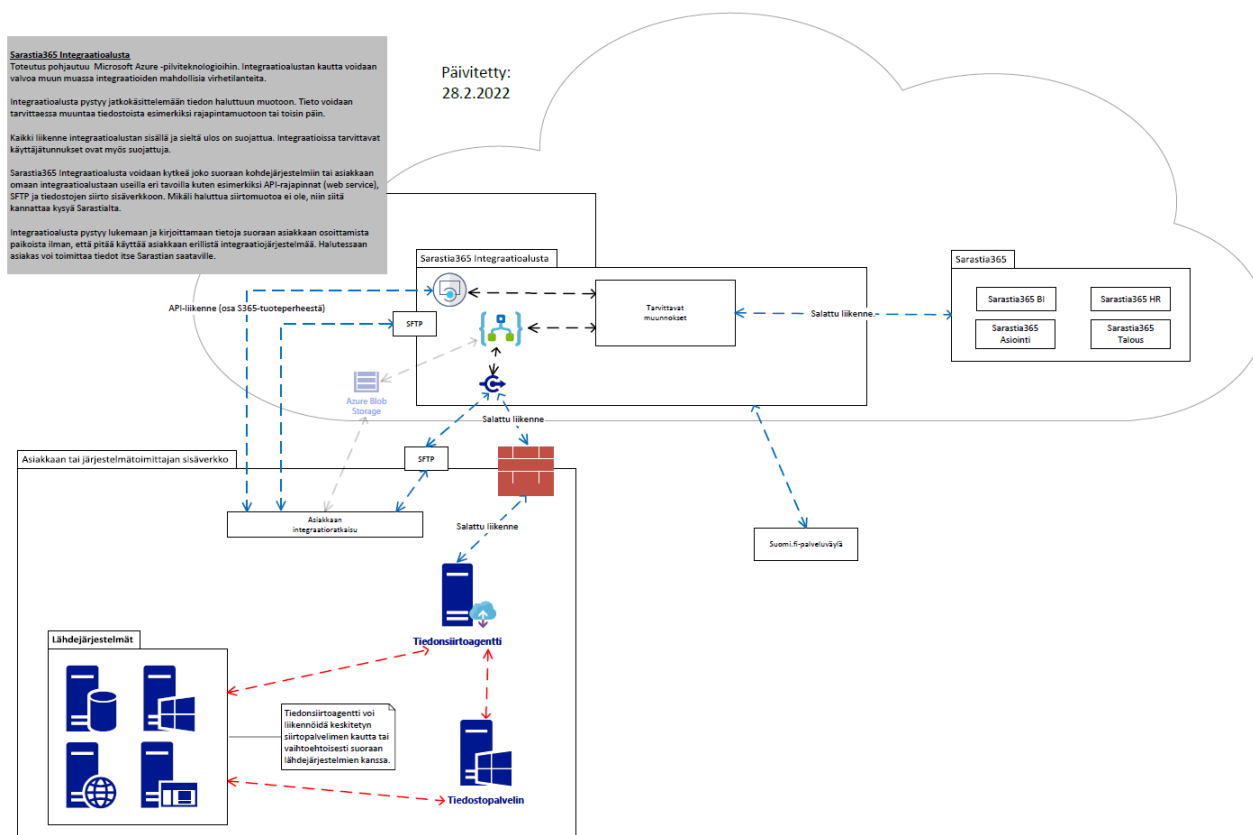 Sarastia365 Integraatioalusta
Toteutus pohjautuu Microsoft Azure -pilviteknologioihin. Integraatioalustan kautta voidaan
valvoa muun muassa integraatioiden mahdollisia virhetilanteita.
Integraatioalusta pystyy jatkokäsittelemään tiedon haluttuun muotoon. Tieto voidaan
tarvittaessa muuntaa tiedostoista esimerkiksi rajapintamuotoon tai toisin päin.
Kaikki liikenne integraatioalustan sisällä ja sieltä ulos on suojattua. Integraatioissa tarvittavat
käyttäjätunnukset ovat myös suojattuja.
Sarastia365 Integraatioalusta voidaan kytkeä joko suoraan kohdejärjestelmiin tai asiakkaan
omaan integraatioalustaan useilla eri tavoilla kuten esimerkiksi API-rajapinnat (web service),
SFTP ja tiedostojen siirto sisäverkkoon. Mikäli haluttua siirtomuotoa ei ole, niin siitä
kannattaa kysyä Sarastialta.
Integraatioalusta pystyy lukemaan ja kirjoittamaan tietoja suoraan asiakkaan osoittamista
paikoista ilman, että pitää käyttää asiakkaan erillistä integraatiojärjestelmää. Halutessaan
asiakas voi toimittaa tiedot itse Sarastian saataville.
Päivitetty:
28.2.2022
Sarastia365 Integraatioalusta
Sarastia365
API-liikenne (osa S365-tuoteperheestä)
SFTP
Tarvittavat
muunnokset
Salattu liikenne
Sarastia365 BI
Sarastia365 HR
Sarastia365
Asiointi
Sarastia365
Talous
Azure Blob
Storage
Salattu liikenne
Asiakkaan tai järjestelmätoimittajan sisäverkko
SFTP
Asiakkaan
integraatioratkaisu
Salattu liikenne
Suomi.fi-palveluväylä
Tiedonsiirtoagentti
Lähdejärjestelmät
Tiedonsiirtoagentti voi
liikennöidä keskitetyn
siirtopalvelimen kautta tai
vaihtoehtoisesti suoraan
lähdejärjestelmien kanssa.
Tiedostopalvelin